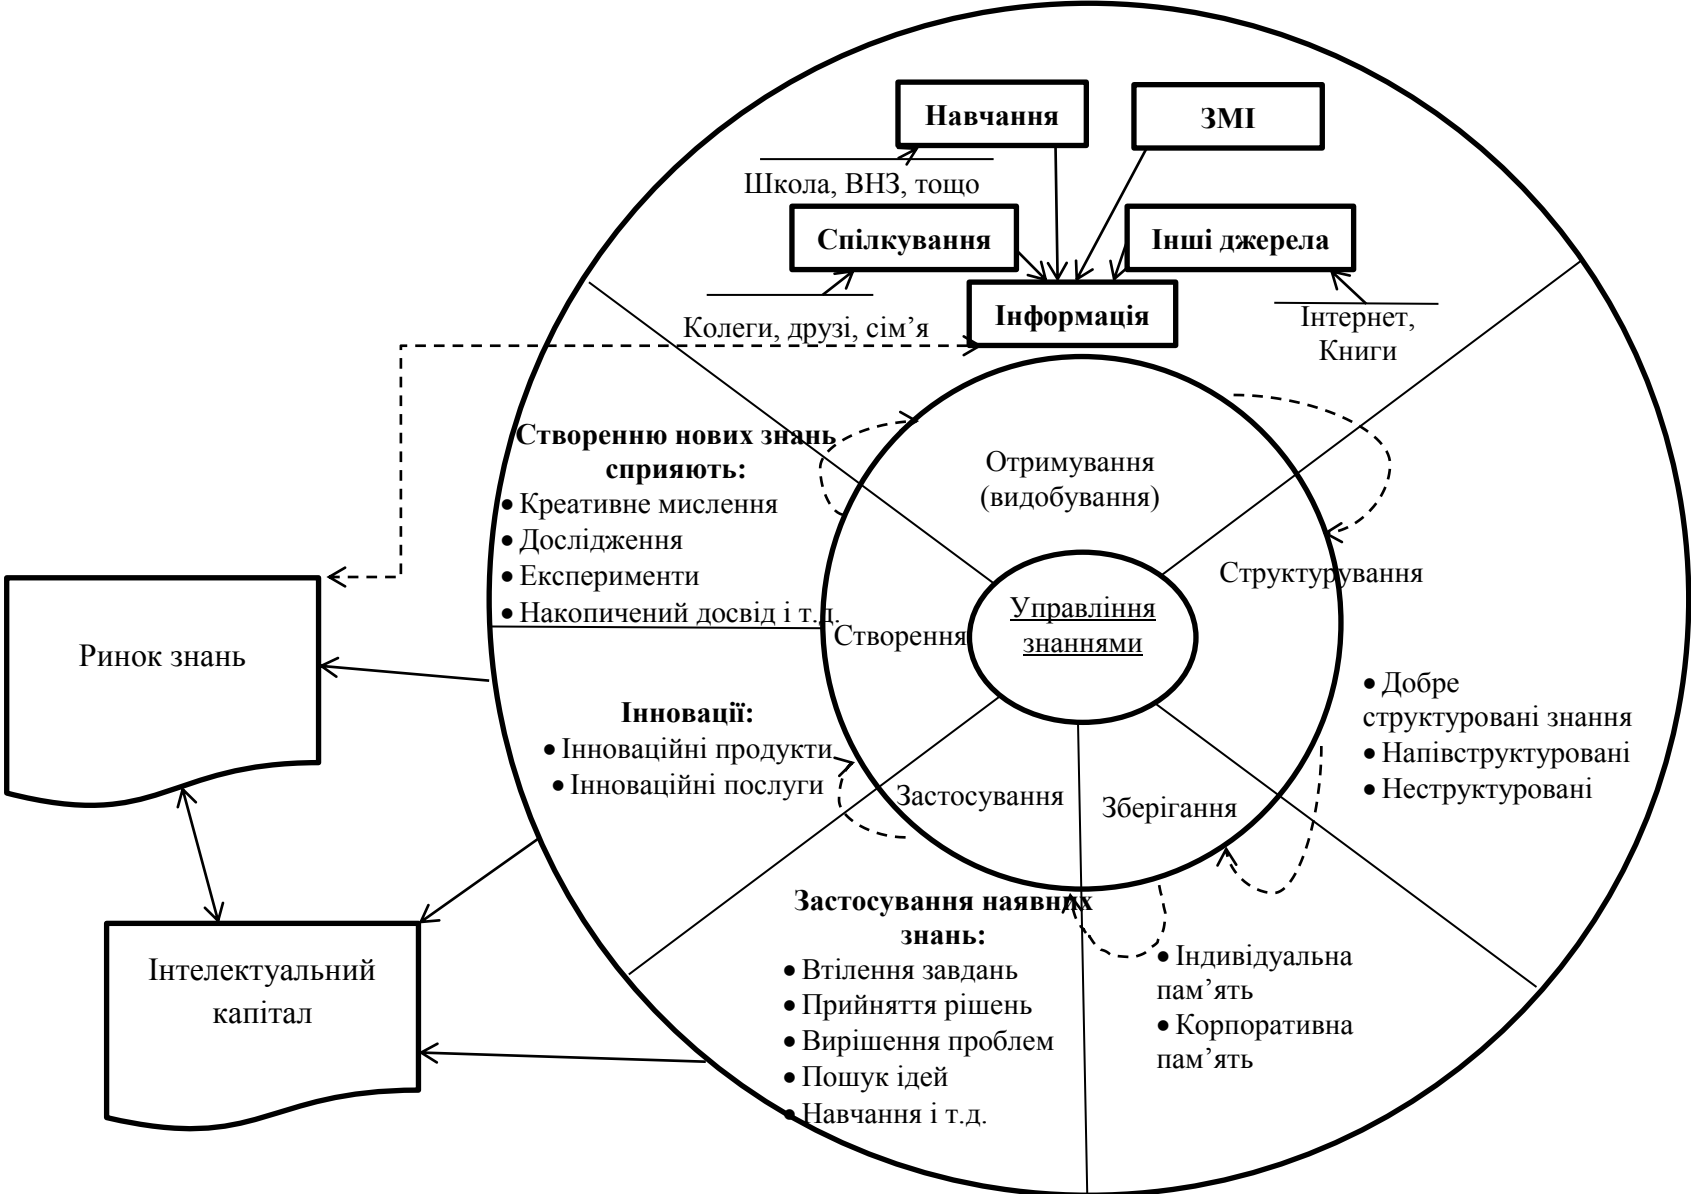 Навчання
ЗМІ
Школа, ВНЗ, тощо
Спілкування
Інші джерела
Колеги, друзі, сім’я
Інформація
Інтернет,
Книги
Створенню нових знань
сприяють:
• Креативне мислення
• Дослідження
• Експерименти
• Накопичений досвід і т.д.
Отримування
(видобування)
Структурування
Управління
знаннями
Створення
Ринок знань
Інновації:
• Інноваційні продукти
• Інноваційні послуги
Застосування
Зберігання
• Добре
структуровані знання
• Напівструктуровані
• Неструктуровані
Інтелектуальний
капітал
Застосування наявних
знань:
• Втілення завдань
• Прийняття рішень
• Вирішення проблем
• Пошук ідей
• Навчання і т.д.
• Індивідуальна
пам’ять
• Корпоративна
пам’ять